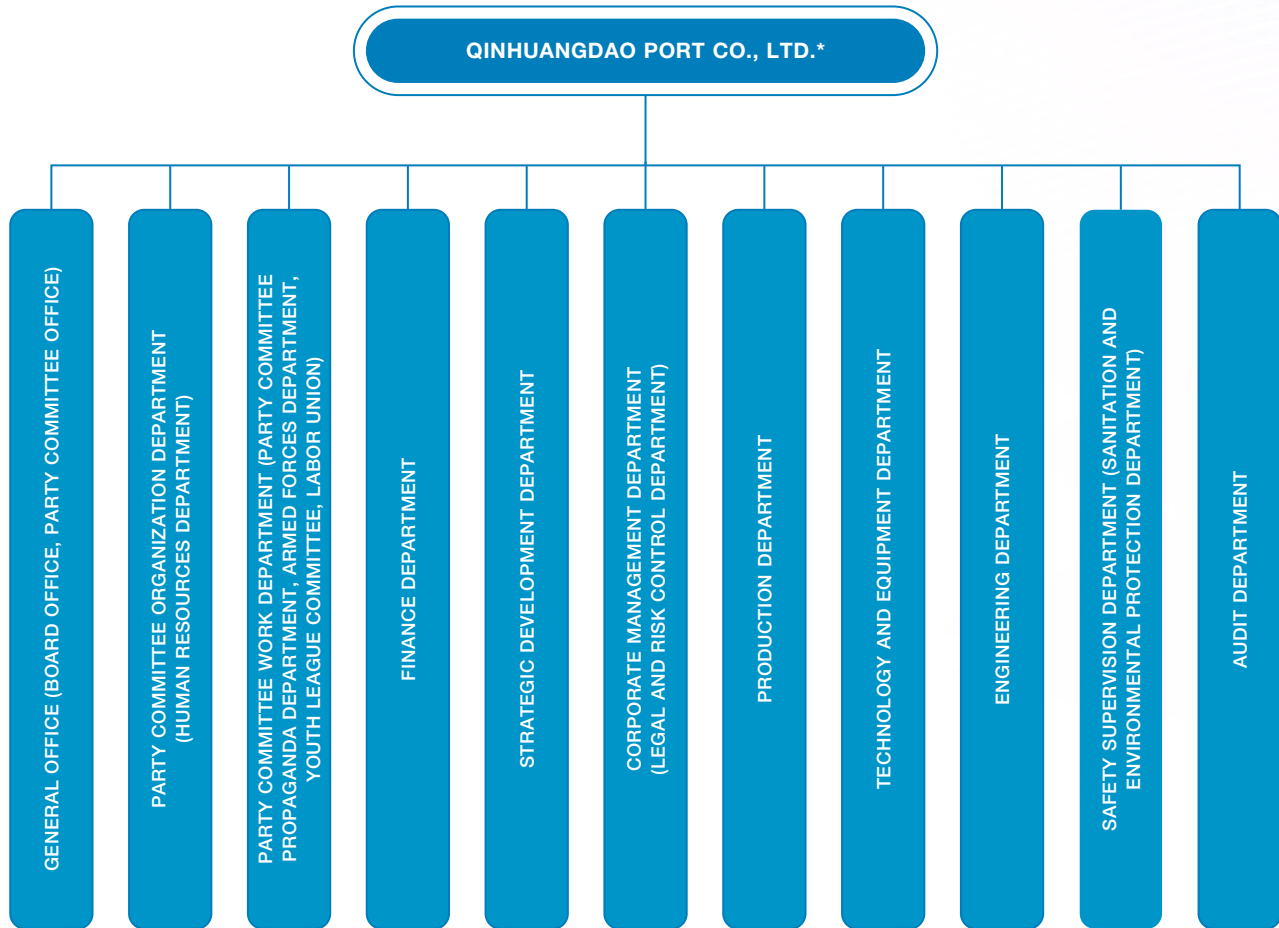 QINHUANGDAO PORT CO., LTD.*
GENERAL OFFICE (BOARD OFFICE, PARTY COMMITTEE OFFICE)
PARTY COMMITTEE ORGANIZATION DEPARTMENT
(HUMAN RESOURCES DEPARTMENT)
PARTY COMMITTEE WORK DEPARTMENT (PARTY COMMITTEE
PROPAGANDA DEPARTMENT, ARMED FORCES DEPARTMENT,
YOUTH LEAGUE COMMITTEE, LABOR UNION)
FINANCE DEPARTMENT
STRATEGIC DEVELOPMENT DEPARTMENT
CORPORATE MANAGEMENT DEPARTMENT
(LEGAL AND RISK CONTROL DEPARTMENT)
PRODUCTION DEPARTMENT
TECHNOLOGY AND EQUIPMENT DEPARTMENT
ENGINEERING DEPARTMENT
SAFETY SUPERVISION DEPARTMENT (SANITATION AND
ENVIRONMENTAL PROTECTION DEPARTMENT)
AUDIT DEPARTMENT